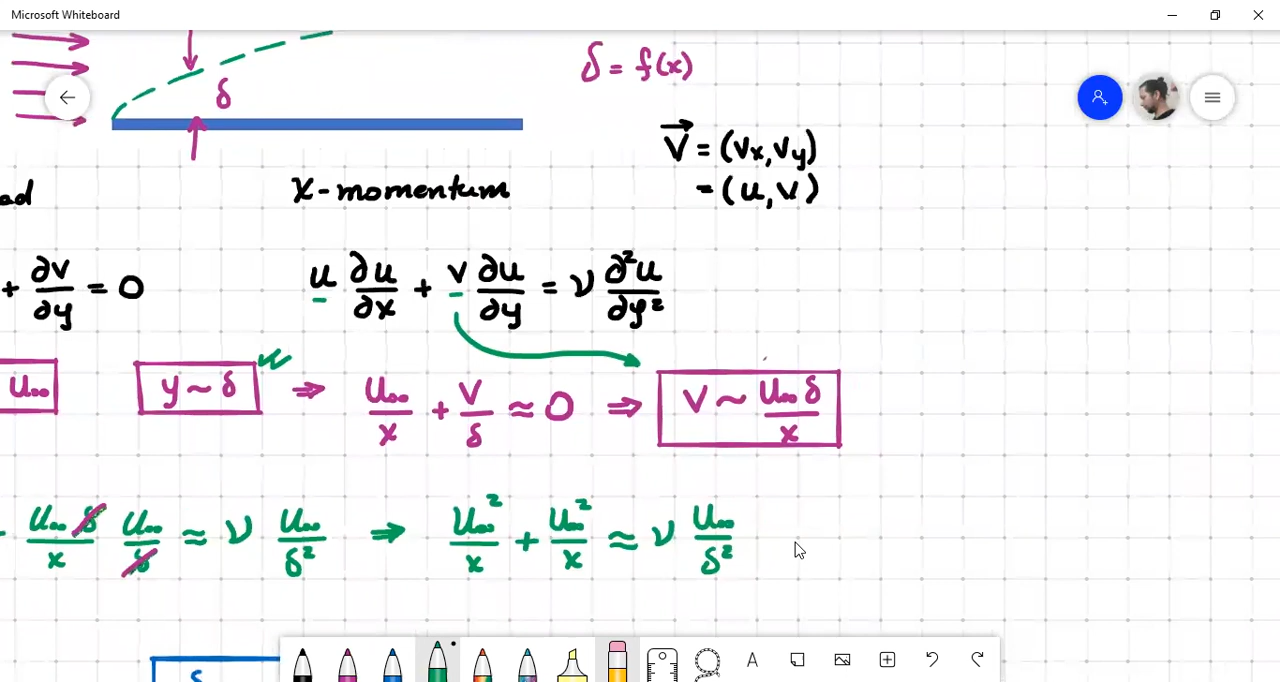 Microsoft Whiteboard
δ = f(x)
δ
V⃗ = (Vx, Vy)
= (u, v)
ad
X-momentum
+ ∂V/∂y = 0
u ∂u/∂x + v ∂u/∂y = ν ∂²u/∂y²
U∞
y ~ δ
⇒ U∞/x + V/δ ≈ 0 ⇒ V ~ U∞ δ/x
U∞ δ/x U∞/δ ≈ ν U∞/δ² ⇒ U∞²/x + U∞²/x ≈ ν U∞/δ²
A